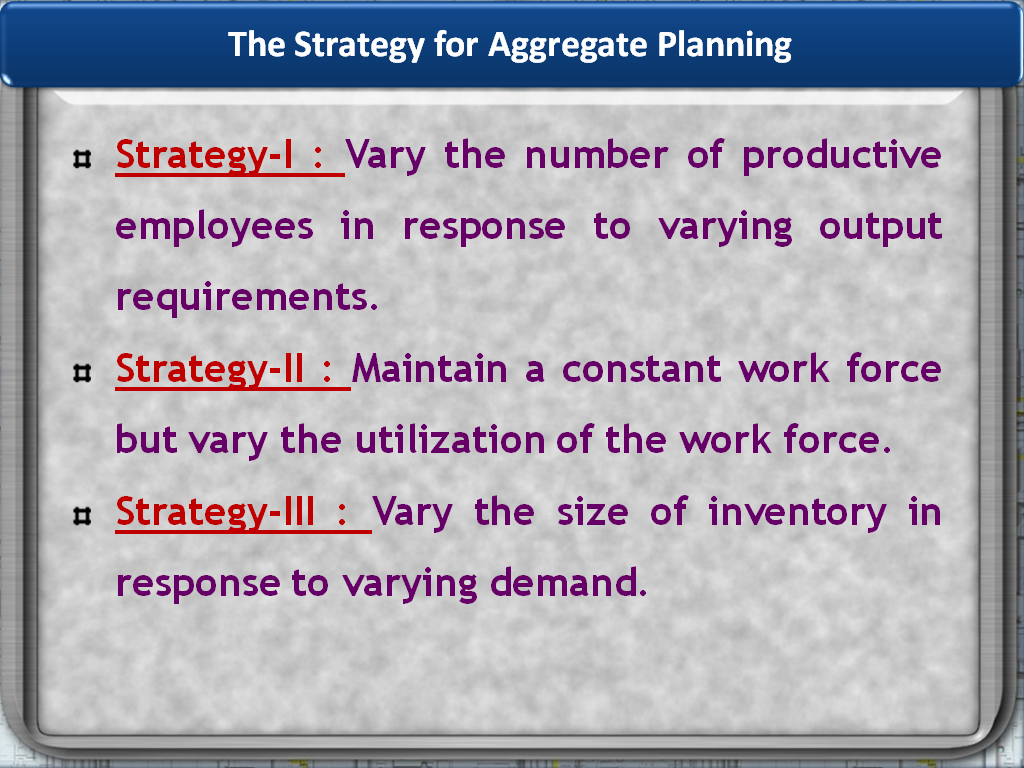 The Strategy for Aggregate Planning
Strategy-I : Vary the number of productive
employees in response to varying output
requirements.
Strategy-II : Maintain a constant work force
but vary the utilization of the work force.
Strategy-III : Vary the size of inventory in
response to varying demand.